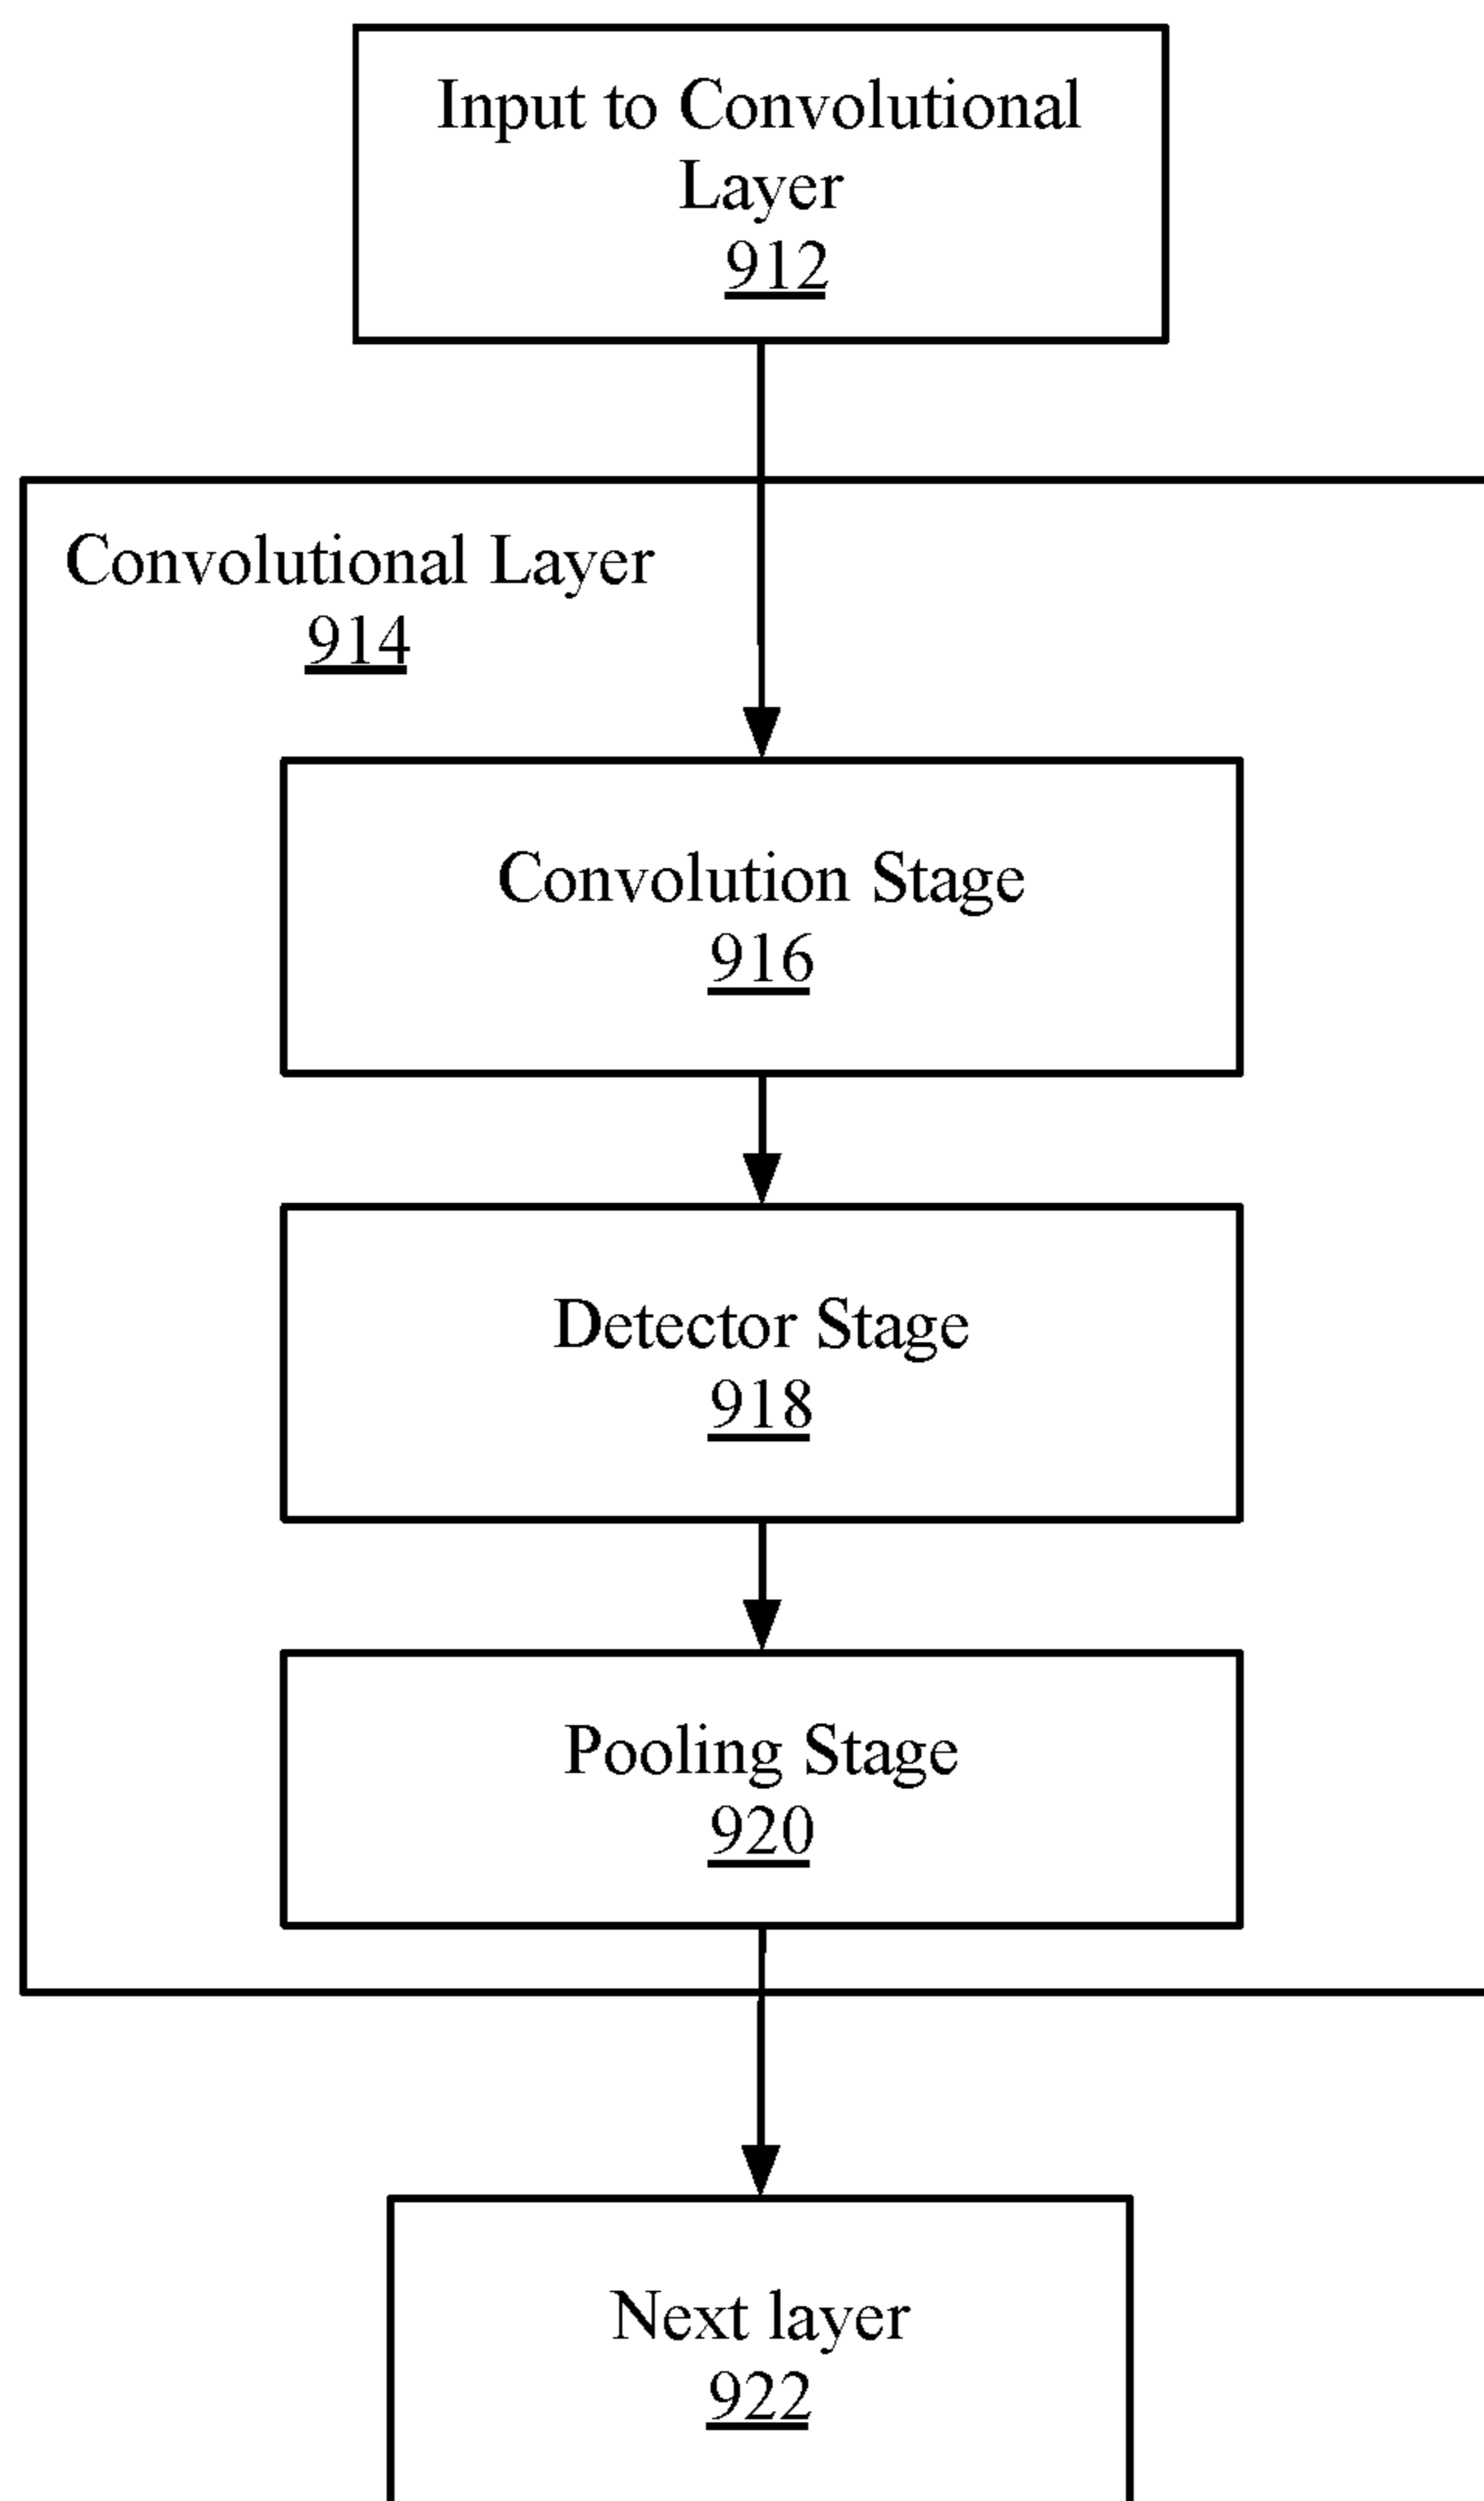 Input to Convolutional
Layer
912
Convolutional Layer
914
Convolution Stage
916
Detector Stage
918
Pooling Stage
920
Next layer
922